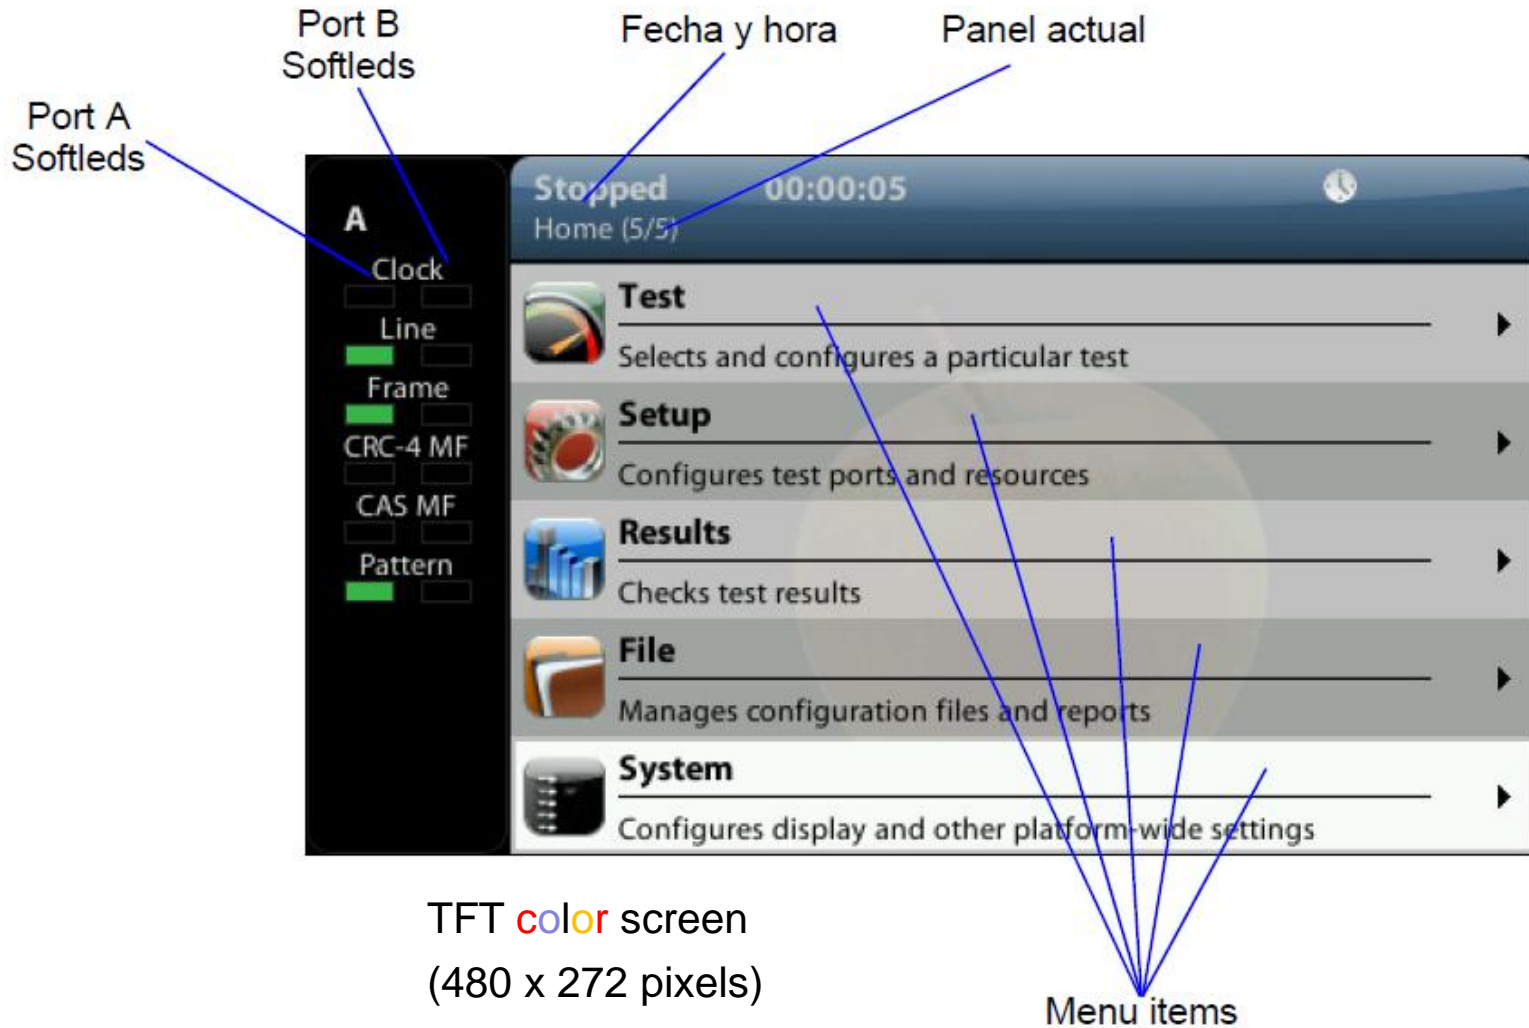 Port B
Softleds
Fecha y hora
Panel actual
Port A
Softleds
A
Clock
Line
Frame
CRC-4 MF
CAS MF
Pattern
Stopped 00:00:05
Home (5/5)
Test
Selects and configures a particular test
Setup
Configures test ports and resources
Results
Checks test results
File
Manages configuration files and reports
System
Configures display and other platform-wide settings
TFT color screen
(480 x 272 pixels)
Menu items